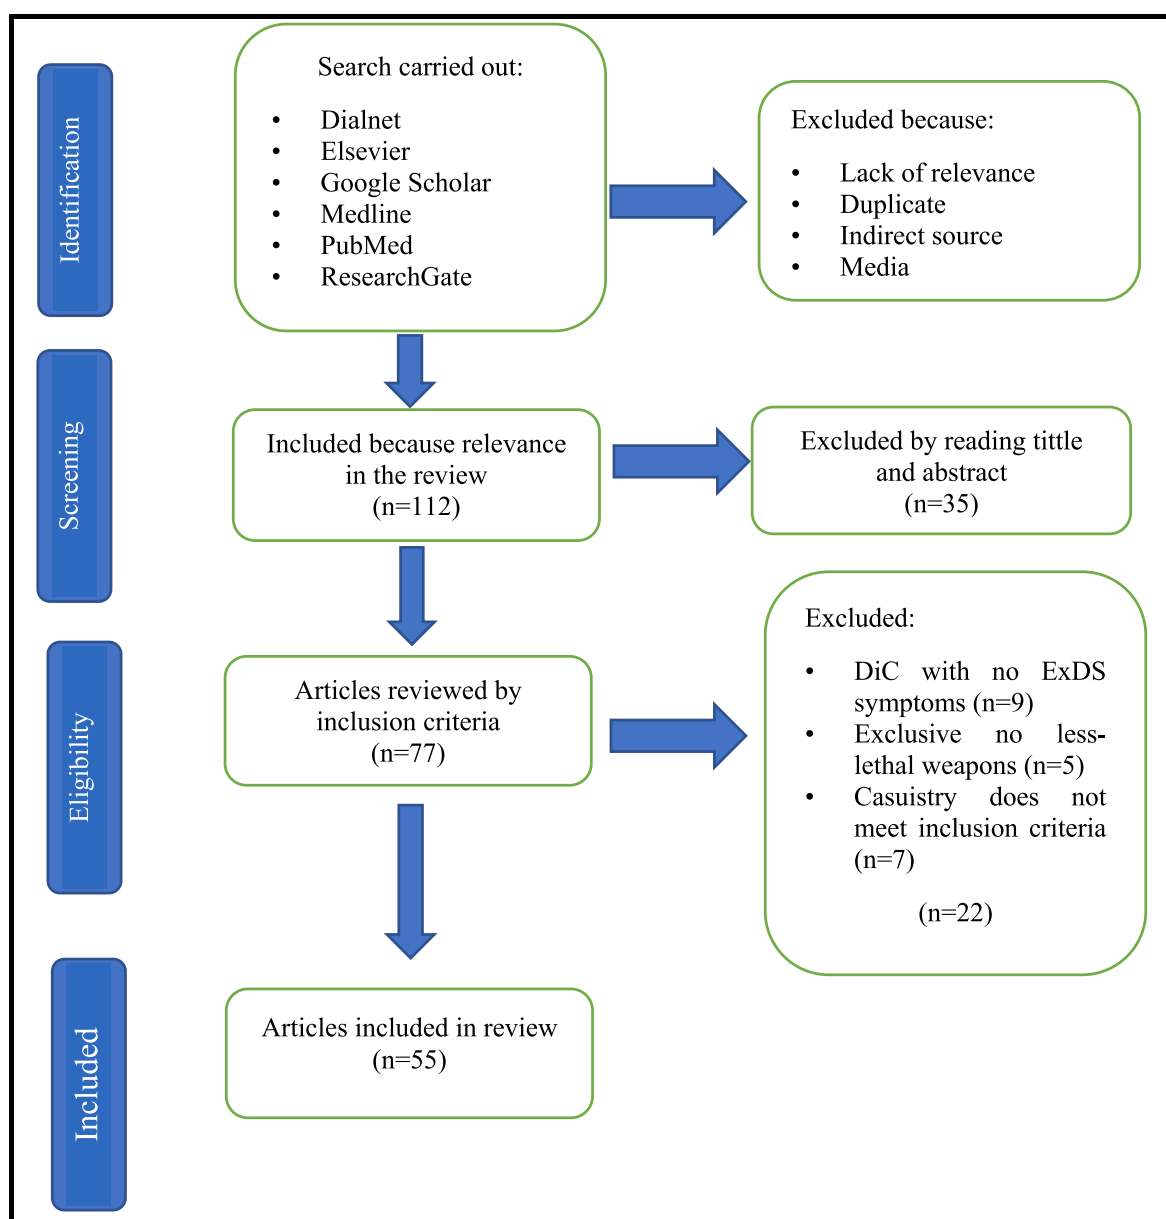 Identification
Search carried out:
• Dialnet
• Elsevier
• Google Scholar
• Medline
• PubMed
• ResearchGate
Excluded because:
• Lack of relevance
• Duplicate
• Indirect source
• Media
Screening
Included because relevance
in the review
(n=112)
Excluded by reading tittle
and abstract
(n=35)
Eligibility
Articles reviewed by
inclusion criteria
(n=77)
Excluded:
• DiC with no ExDS
symptoms (n=9)
• Exclusive no less-
lethal weapons (n=5)
• Casuistry does not
meet inclusion criteria
(n=7)
(n=22)
Included
Articles included in review
(n=55)